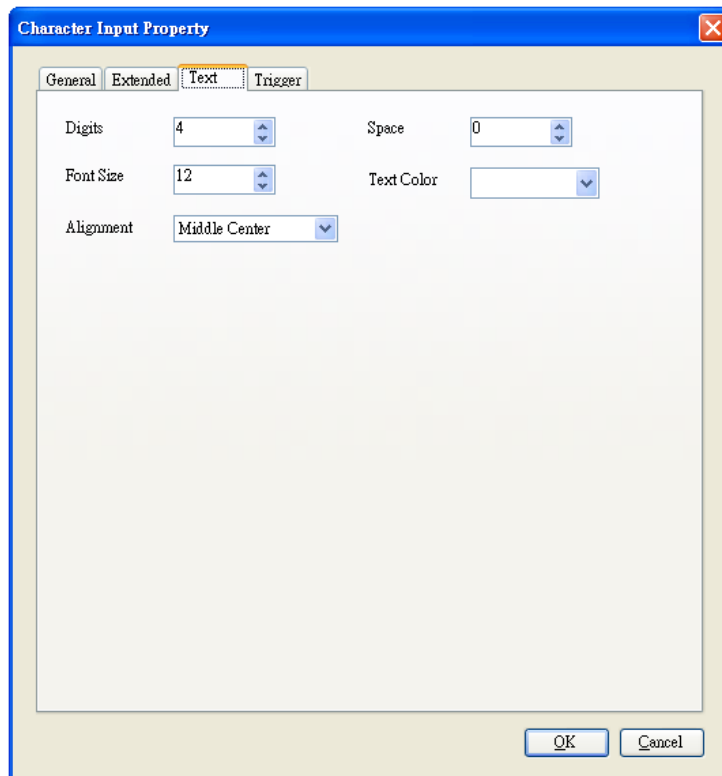 Character Input Property
General Extended Text Trigger
Digits 4 Space 0
Font Size 12 Text Color
Alignment Middle Center
OK Cancel